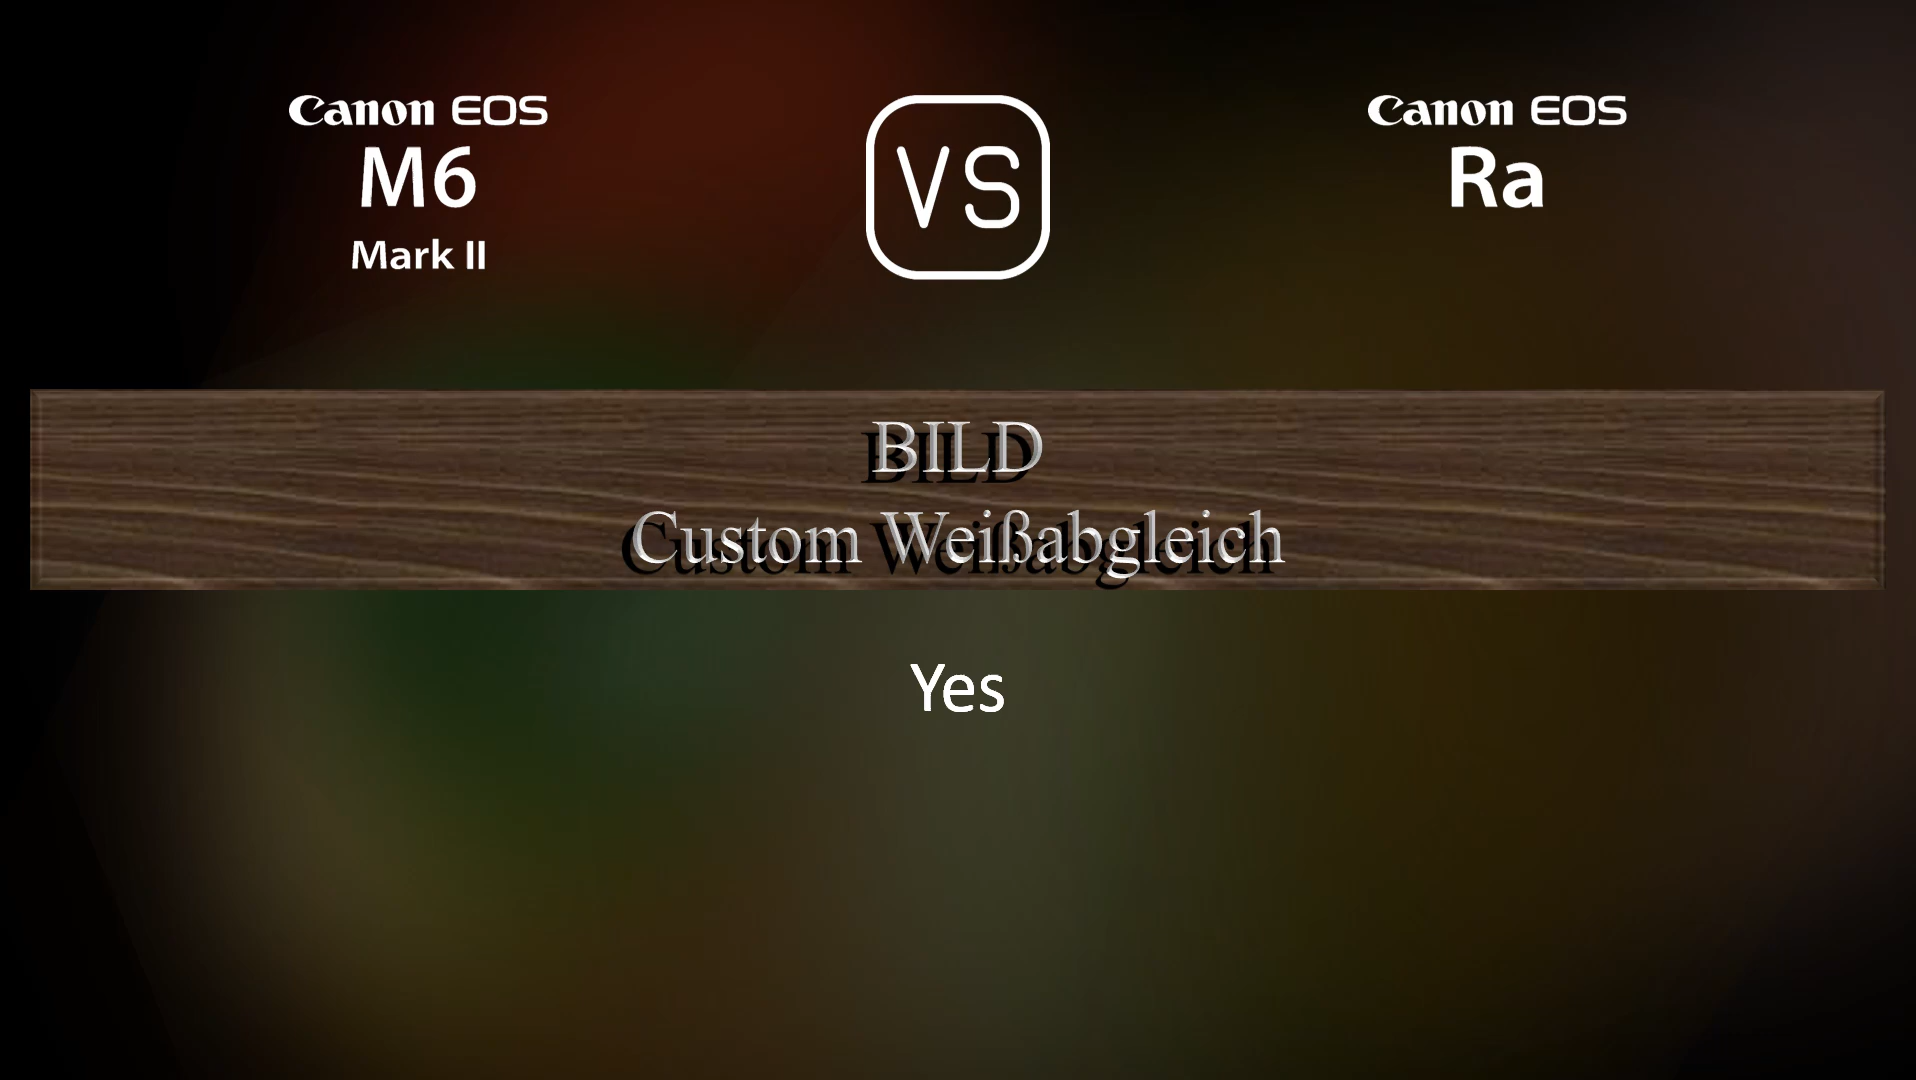 Canon EOS
M6
Mark II
VS
Canon EOS
Ra
BILD
Custom Weißabgleich
Yes